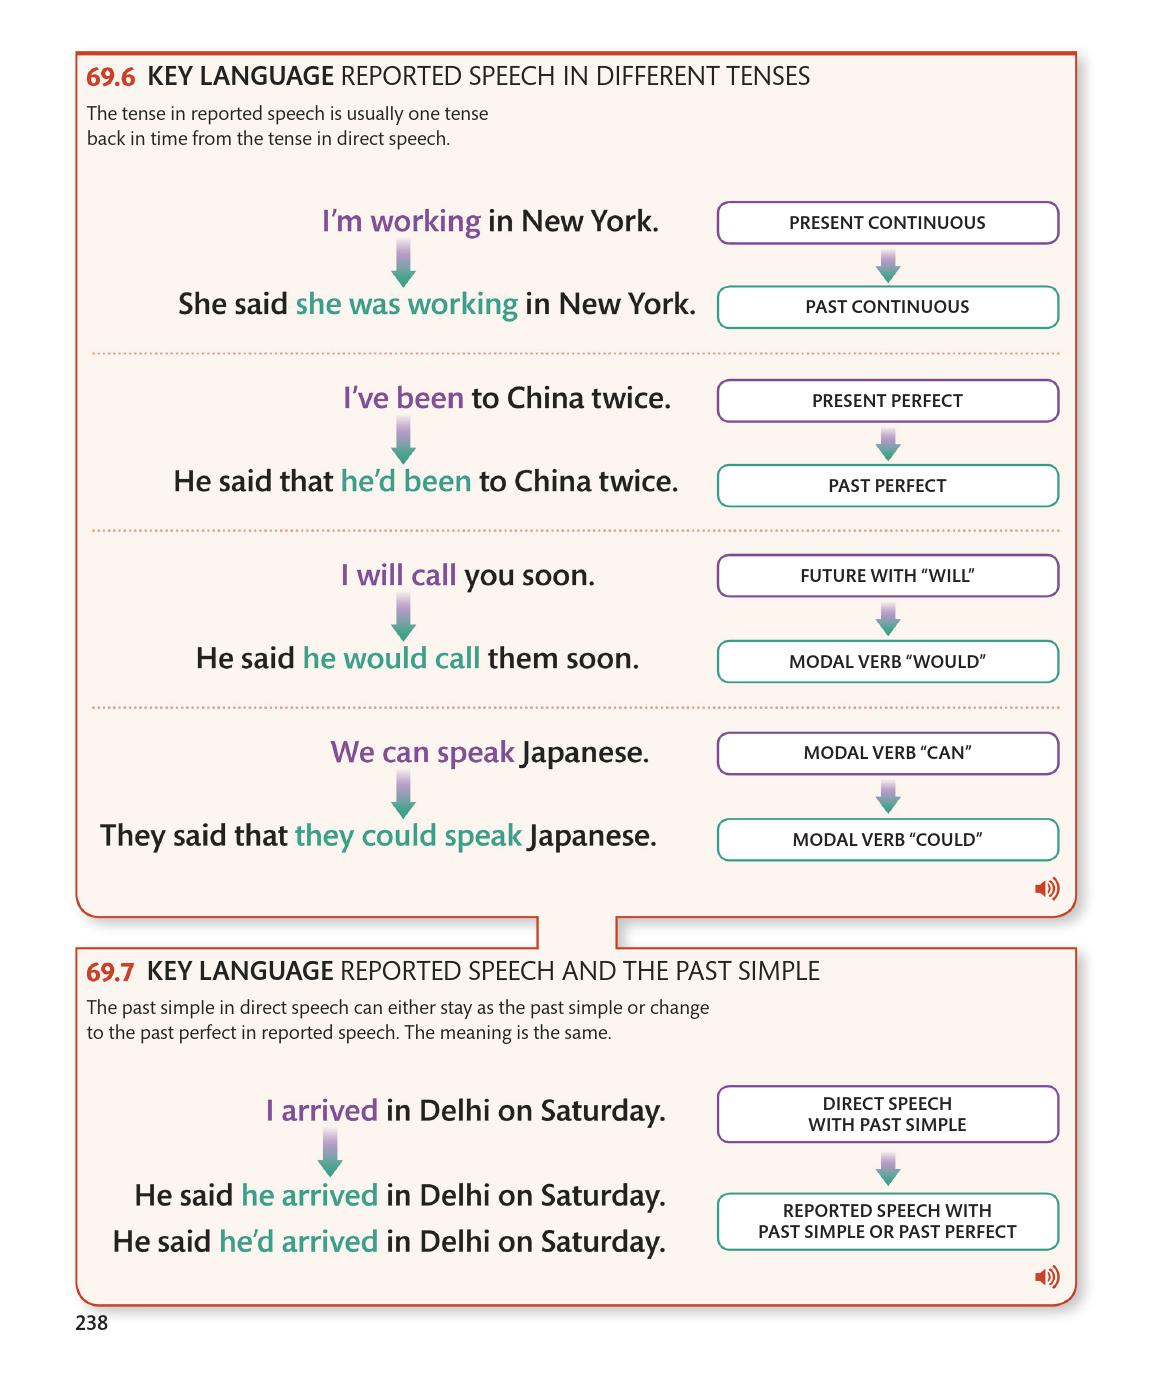 69.6 KEY LANGUAGE REPORTED SPEECH IN DIFFERENT TENSES
The tense in reported speech is usually one tense
back in time from the tense in direct speech.
I’m working in New York.
PRESENT CONTINUOUS
She said she was working in New York.
PAST CONTINUOUS
I’ve been to China twice.
PRESENT PERFECT
He said that he’d been to China twice.
PAST PERFECT
I will call you soon.
FUTURE WITH “WILL”
He said he would call them soon.
MODAL VERB “WOULD”
We can speak Japanese.
MODAL VERB “CAN”
They said that they could speak Japanese.
MODAL VERB “COULD”
69.7 KEY LANGUAGE REPORTED SPEECH AND THE PAST SIMPLE
The past simple in direct speech can either stay as the past simple or change
to the past perfect in reported speech. The meaning is the same.
I arrived in Delhi on Saturday.
DIRECT SPEECH
WITH PAST SIMPLE
He said he arrived in Delhi on Saturday.
He said he’d arrived in Delhi on Saturday.
REPORTED SPEECH WITH
PAST SIMPLE OR PAST PERFECT
238